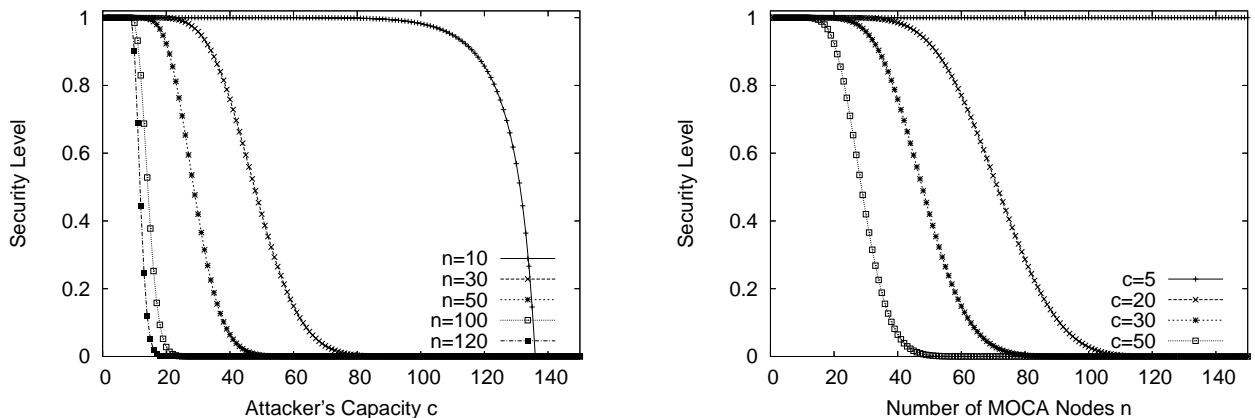 1
0.8
0.6
0.4
0.2
0
Security Level
n=10
n=30
n=50
n=100
n=120
0 20 40 60 80 100 120 140
Attacker's Capacity c
1
0.8
0.6
0.4
0.2
0
Security Level
c=5
c=20
c=30
c=50
0 20 40 60 80 100 120 140
Number of MOCA Nodes n